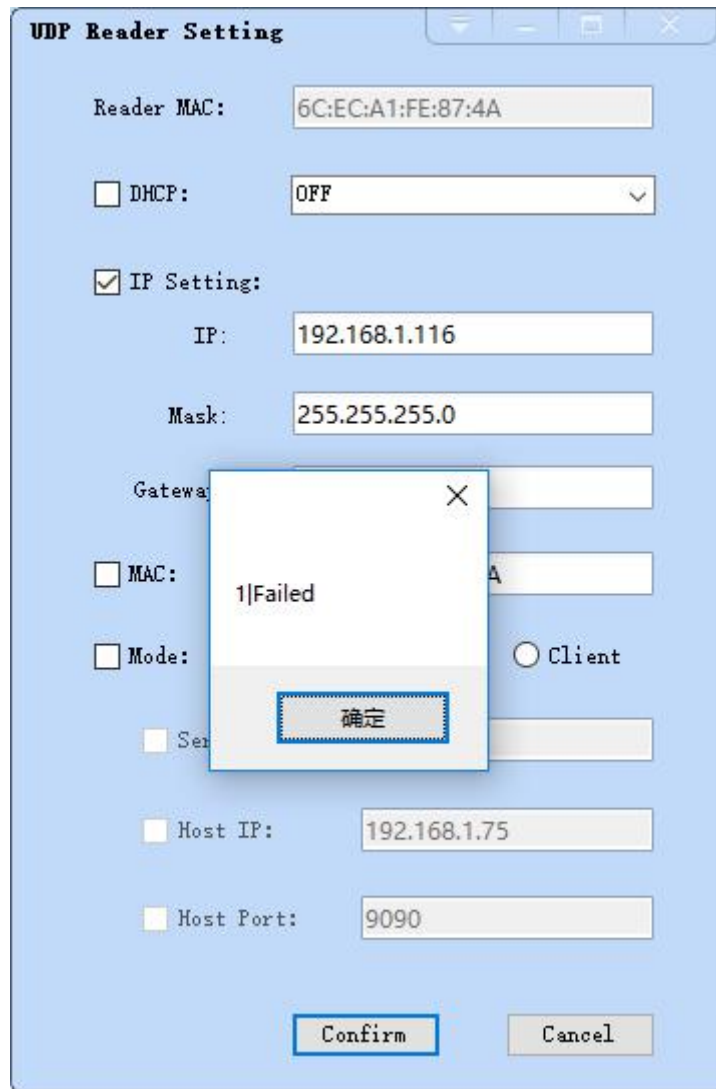 UDP Reader Setting
Reader MAC: 6C:EC:A1:FE:87:4A
DHCP: OFF
IP Setting:
IP: 192.168.1.116
Mask: 255.255.255.0
MAC:
1|Failed
Mode: Client
确定
Host IP: 192.168.1.75
Host Port: 9090
Confirm Cancel